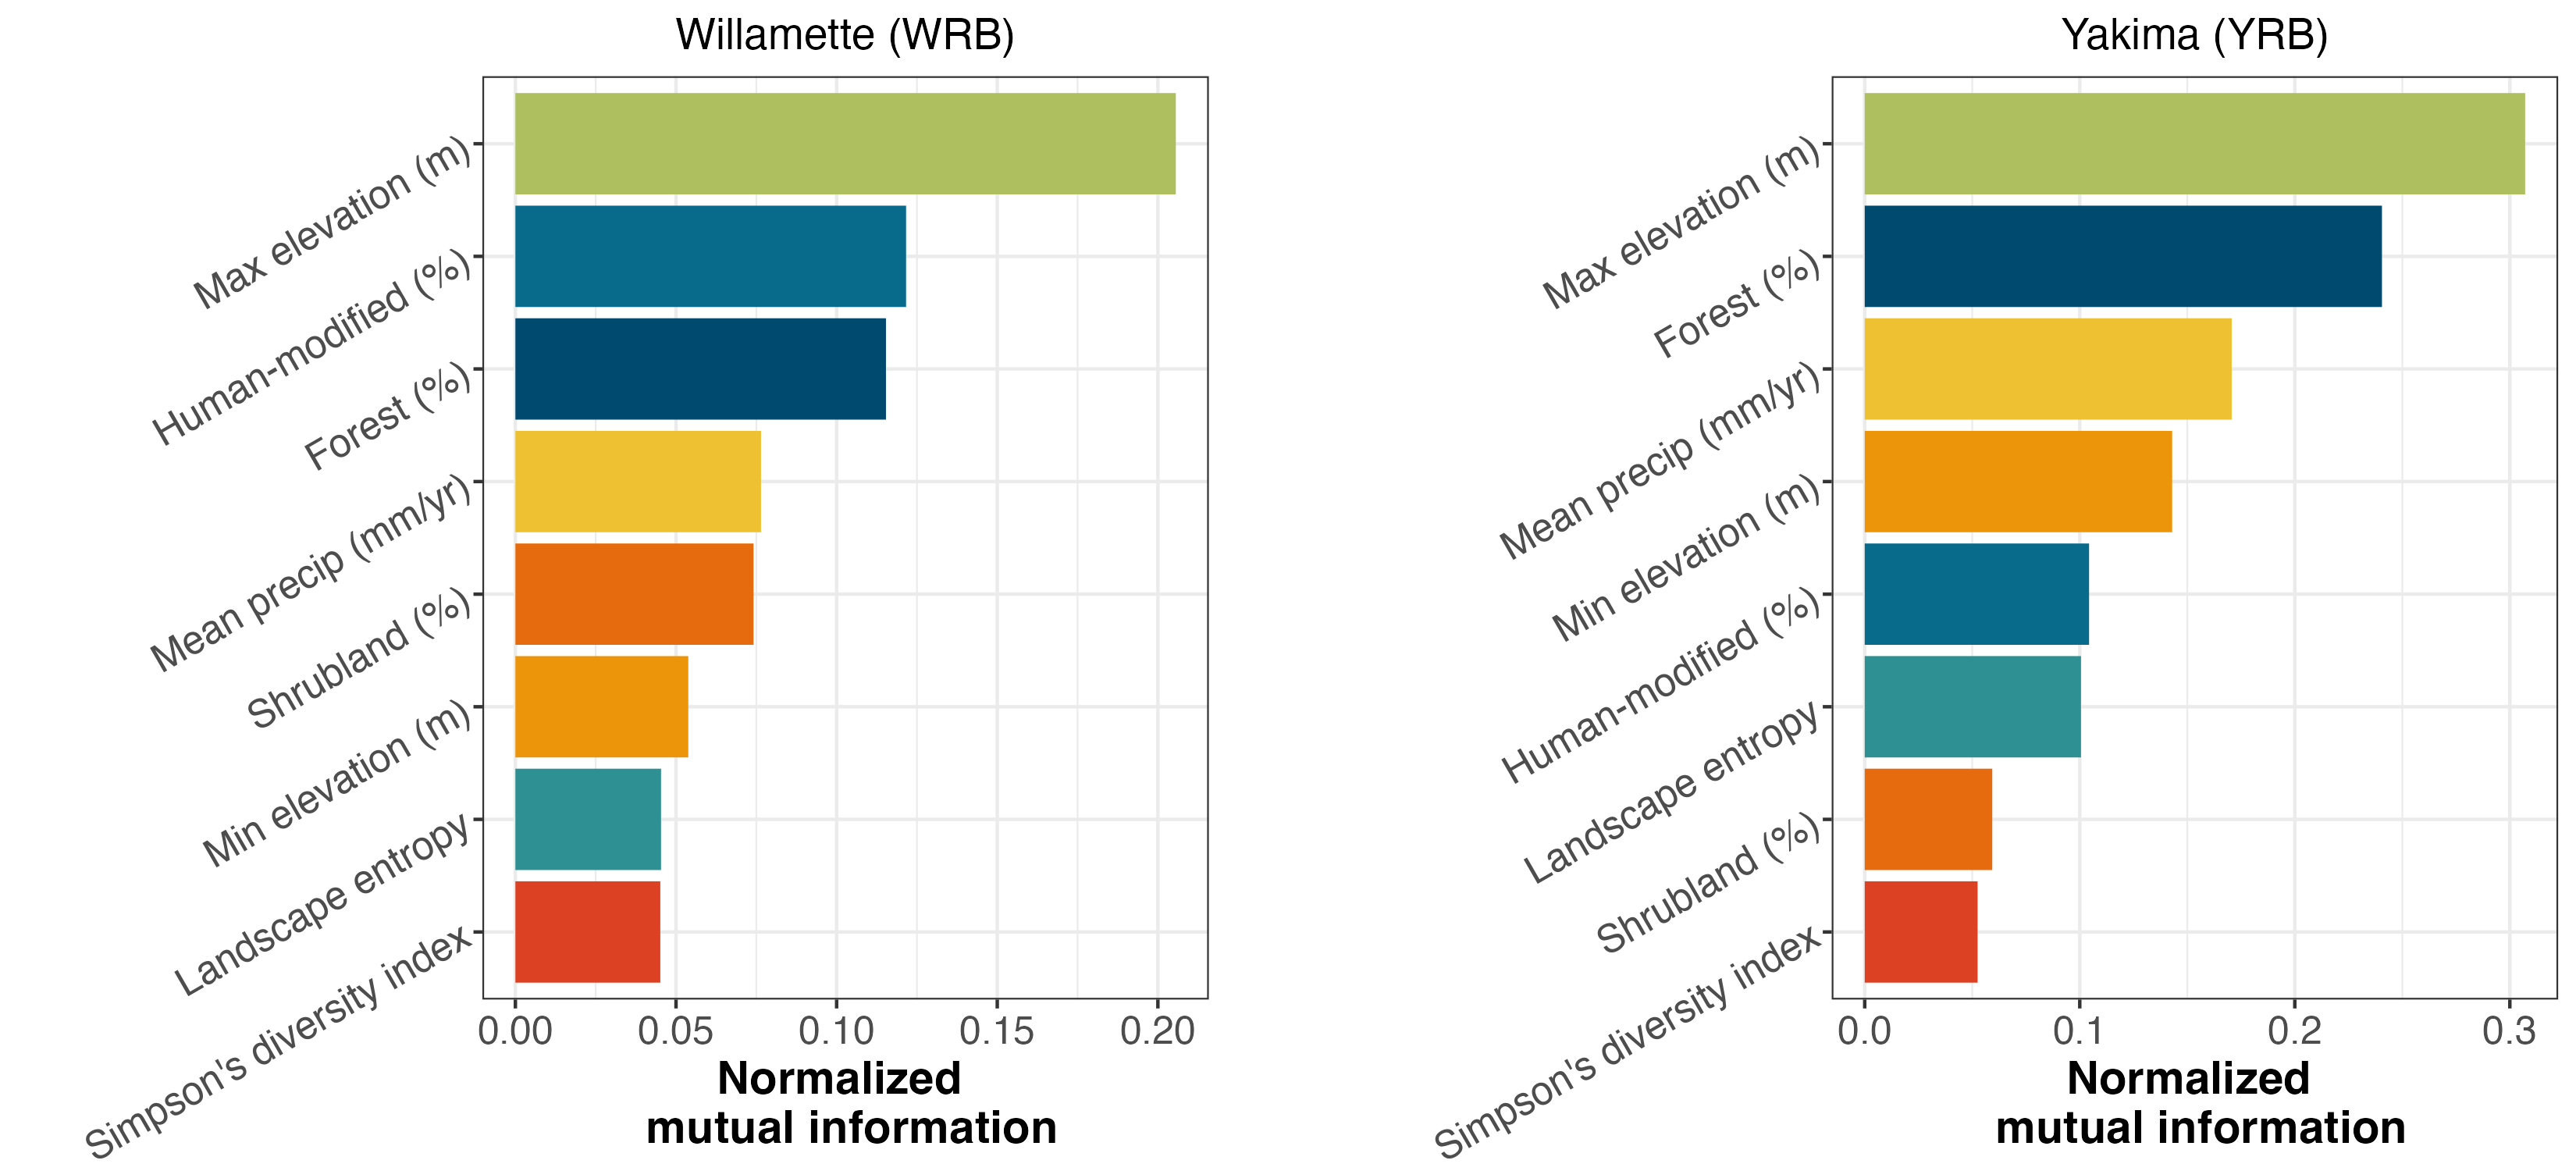 Willamette (WRB)
Max elevation (m)
Human-modified (%)
Forest (%)
Mean precip (mm/yr)
Shrubland (%)
Min elevation (m)
Landscape entropy
Simpson's diversity index
0.00 0.05 0.10 0.15 0.20
Normalized
mutual information
Yakima (YRB)
Max elevation (m)
Forest (%)
Mean precip (mm/yr)
Min elevation (m)
Human-modified (%)
Landscape entropy
Shrubland (%)
Simpson's diversity index
0.0 0.1 0.2 0.3
Normalized
mutual information